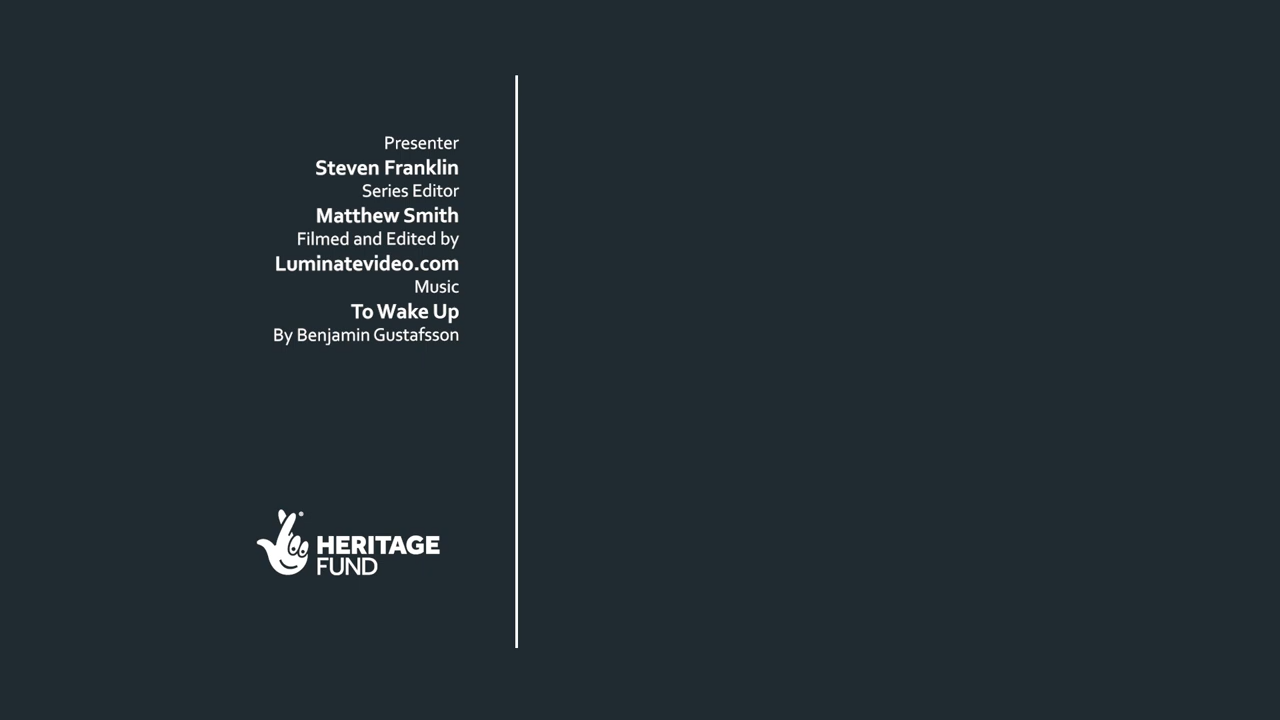 Presenter
Steven Franklin
Series Editor
Matthew Smith
Filmed and Edited by
Luminatevideo.com
Music
To Wake Up
By Benjamin Gustafsson
HERITAGE
FUND